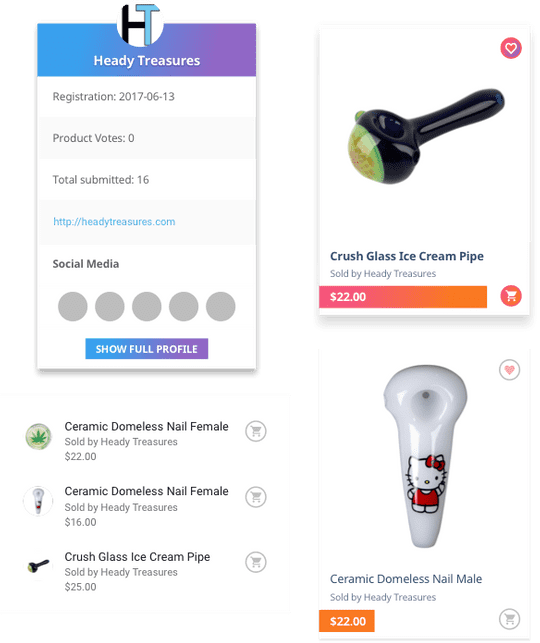 HT
Heady Treasures
Registration: 2017-06-13
Product Votes: 0
Total submitted: 16
http://headytreasures.com
Social Media
SHOW FULL PROFILE
Ceramic Domeless Nail Female
Sold by Heady Treasures
$22.00
Ceramic Domeless Nail Female
Sold by Heady Treasures
$16.00
Crush Glass Ice Cream Pipe
Sold by Heady Treasures
$25.00
Crush Glass Ice Cream Pipe
Sold by Heady Treasures
$22.00
Ceramic Domeless Nail Male
Sold by Heady Treasures
$22.00